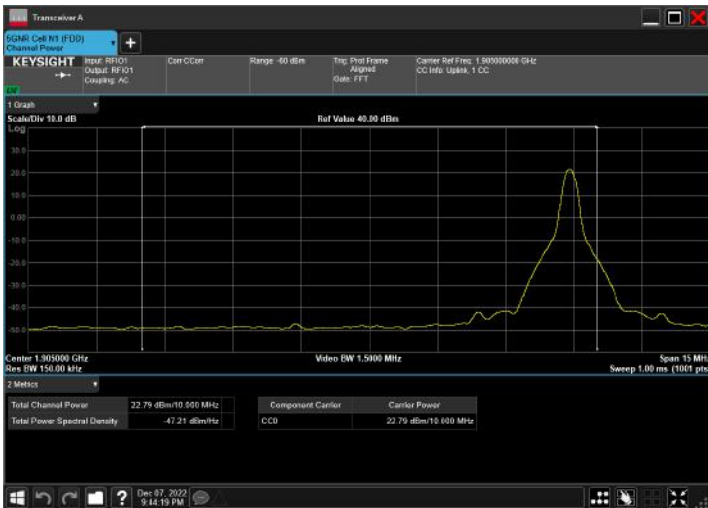 Transceiver A
5GNR Cell N1 (FDD)
Channel Power
KEYSIGHT
Input: RFIO1
Output: RFIO1
Coupling: AC
Corr CCorr
Range -60 dBm
Trig: Prot Frame
Aligned
Gate: FFT
Carrier Ref Freq: 1.905000000 GHz
CC Info: Uplink, 1 CC
1 Graph
Scale/Div 10.0 dB
Ref Value 40.00 dBm
Log
30.0
20.0
10.0
0.00
-10.0
-20.0
-30.0
-40.0
-50.0
Center 1.905000 GHz
Video BW 1.5000 MHz
Span 15 MHz
Res BW 150.00 kHz
Sweep 1.00 ms (1001 pts
2 Metrics
Total Channel Power 22.79 dBm/10.000 MHz
Total Power Spectral Density -47.21 dBm/Hz
Component Carrier Carrier Power
CC0 22.79 dBm/10.000 MHz
?
Dec 07, 2022
9:44:19 PM